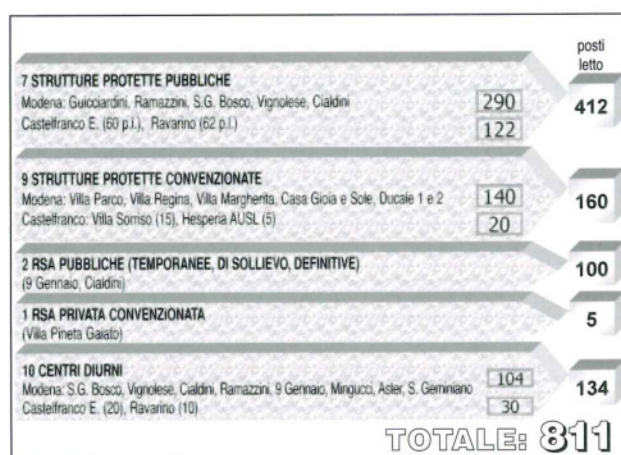 posti
letto
7 STRUTTURE PROTETTE PUBBLICHE
Modena: Guicciardini, Ramazzini, S.G. Bosco, Vignolese, Cialdini
290
412
Castelfranco E. (60 p.l.), Ravarino (62 p.l.)
122
9 STRUTTURE PROTETTE CONVENZIONATE
Modena: Villa Parco, Villa Regina, Villa Margherita, Casa Gioia e Sole, Ducale 1 e 2
140
160
Castelfranco: Villa Sorriso (15), Hesperia AUSL (5)
20
2 RSA PUBBLICHE (TEMPORANEE, DI SOLLIEVO, DEFINITIVE)
100
(9 Gennaio, Cialdini)
1 RSA PRIVATA CONVENZIONATA
5
(Villa Pineta Gaiato)
10 CENTRI DIURNI
104
Modena: S.G. Bosco, Vignolese, Cialdini, Ramazzini, 9 Gennaio, Mingucci, Aster, S. Geminiano
134
Castelfranco E. (20), Ravarino (10)
30
TOTALE: 811